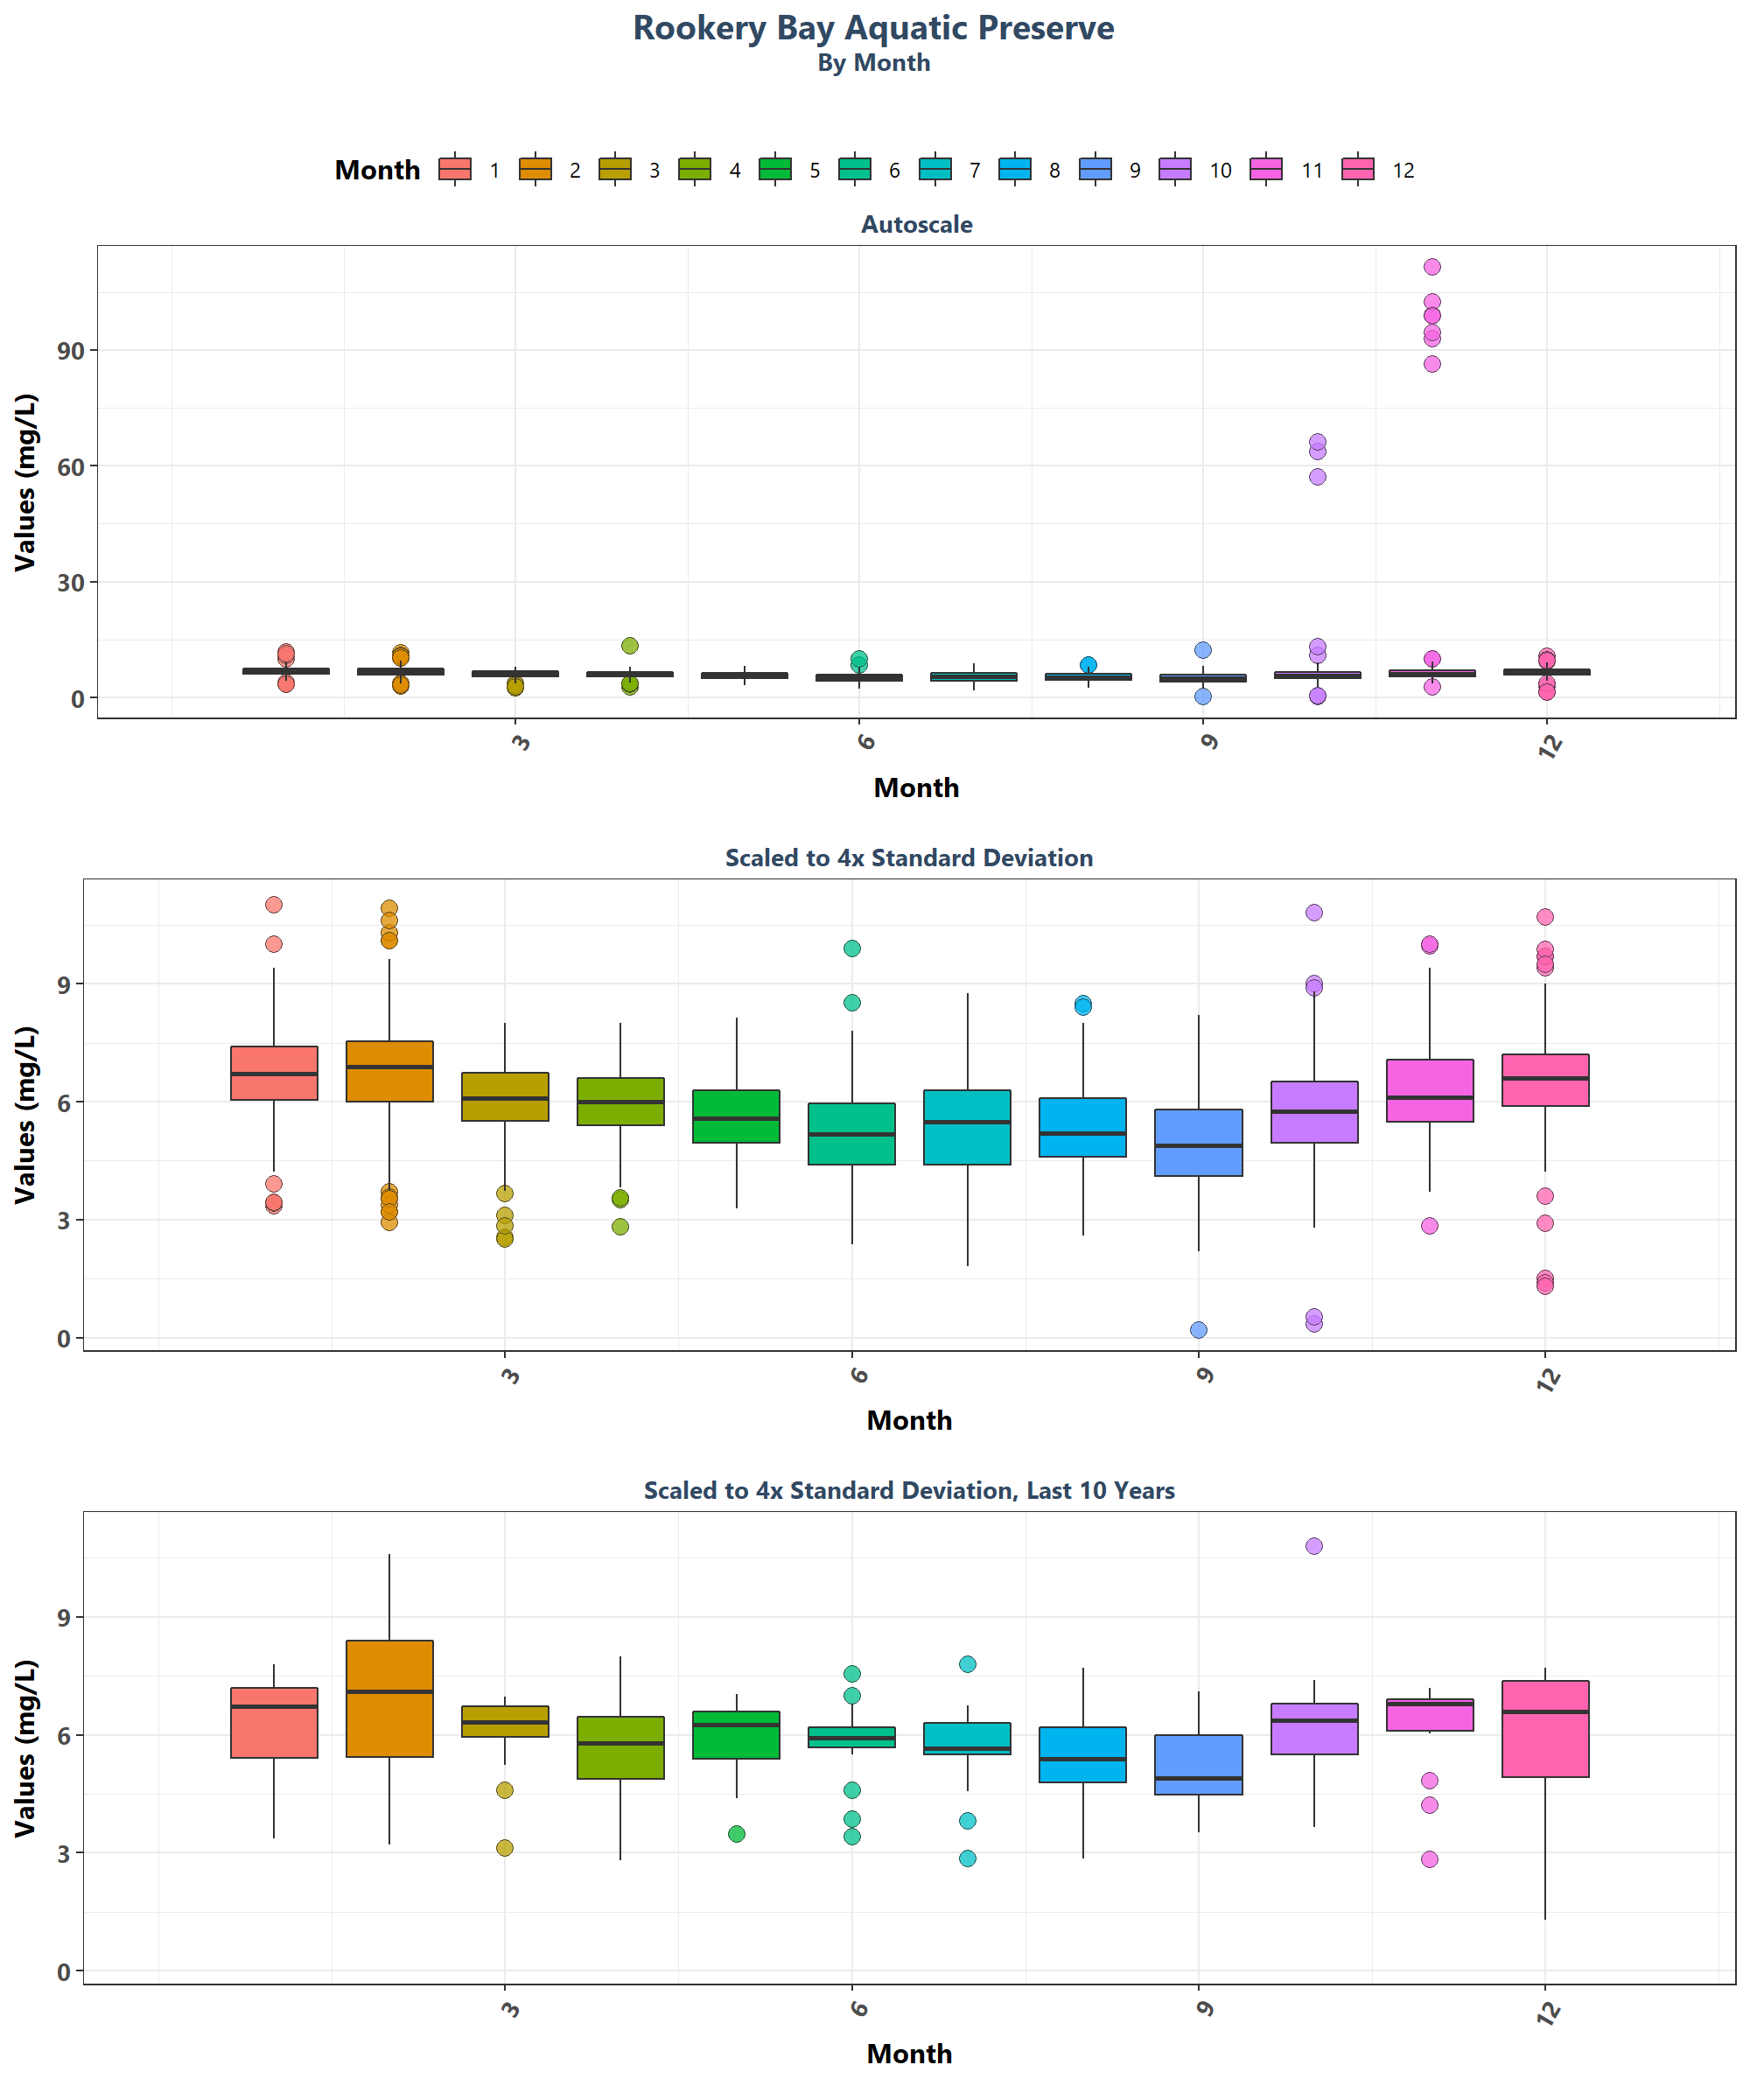 Rookery Bay Aquatic Preserve
By Month
Month 1 2 3 4 5 6 7 8 9 10 11 12
Autoscale
Values (mg/L)
90
60
30
0
3 6 9 12
Month
Scaled to 4x Standard Deviation
Values (mg/L)
9
6
3
0
3 6 9 12
Month
Scaled to 4x Standard Deviation, Last 10 Years
Values (mg/L)
9
6
3
0
3 6 9 12
Month